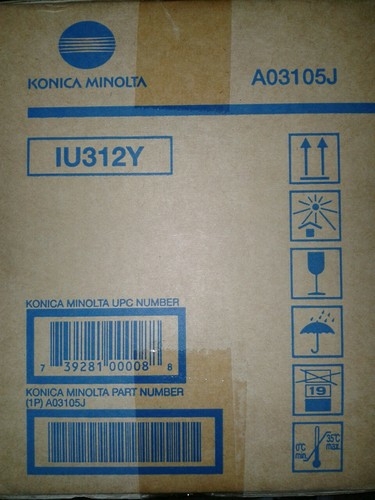 KONICA MINOLTA
A03105J
IU312Y
KONICA MINOLTA UPC NUMBER
7 39281 00008 8
KONICA MINOLTA PART NUMBER
(1P) A03105J
19
0°C
min.
35°C
max.